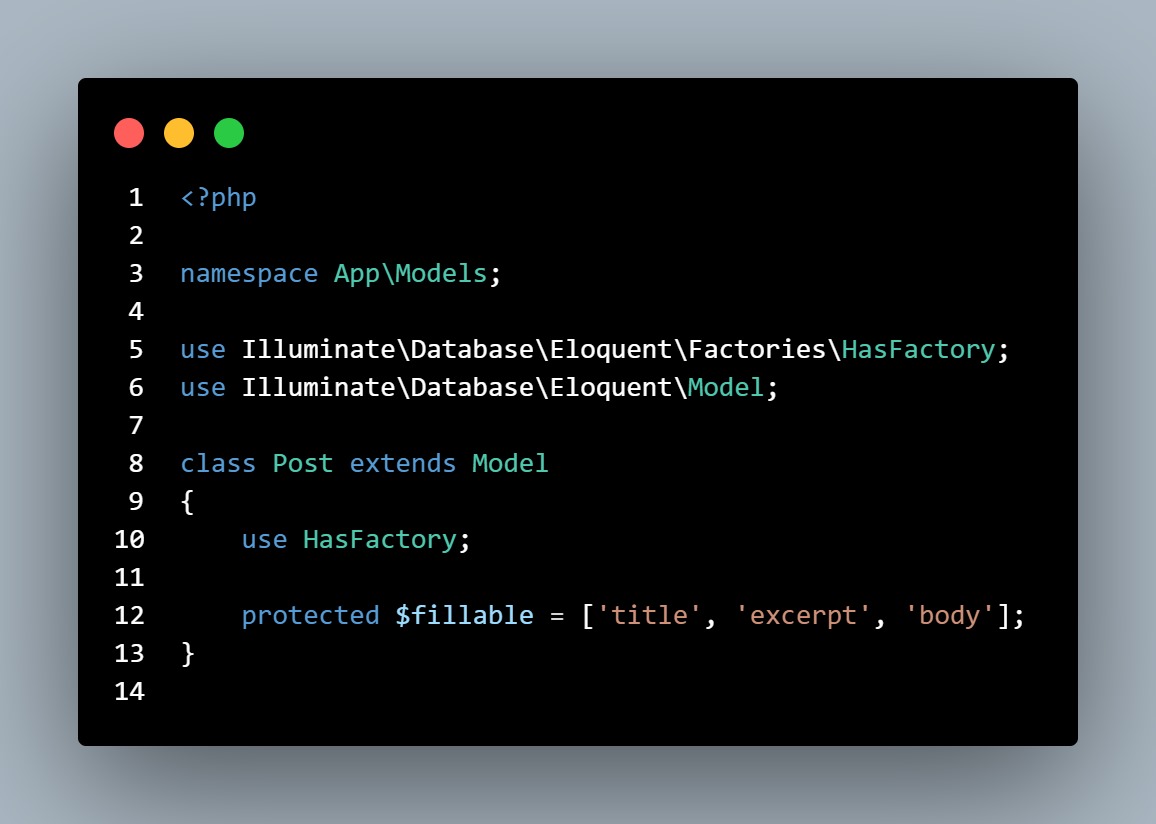 1 <?php
2
3 namespace App\Models;
4
5 use Illuminate\Database\Eloquent\Factories\HasFactory;
6 use Illuminate\Database\Eloquent\Model;
7
8 class Post extends Model
9 {
10     use HasFactory;
11
12     protected $fillable = ['title', 'excerpt', 'body'];
13 }
14